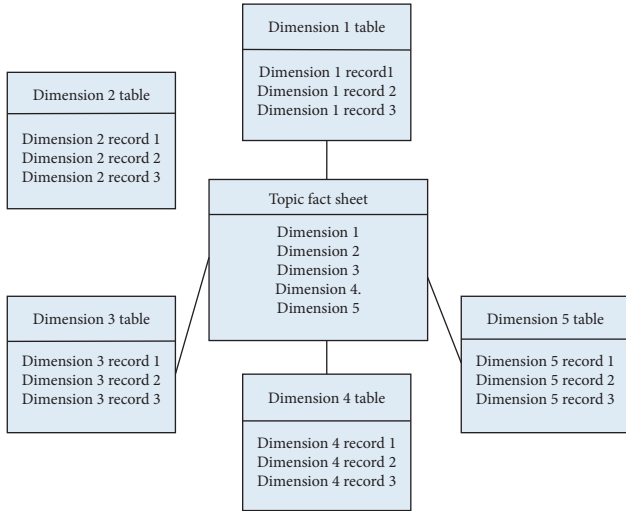 Dimension 1 table
Dimension 1 record1
Dimension 1 record 2
Dimension 1 record 3
Dimension 2 table
Dimension 2 record 1
Dimension 2 record 2
Dimension 2 record 3
Topic fact sheet
Dimension 1
Dimension 2
Dimension 3
Dimension 4.
Dimension 5
Dimension 3 table
Dimension 3 record 1
Dimension 3 record 2
Dimension 3 record 3
Dimension 5 table
Dimension 5 record 1
Dimension 5 record 2
Dimension 5 record 3
Dimension 4 table
Dimension 4 record 1
Dimension 4 record 2
Dimension 4 record 3